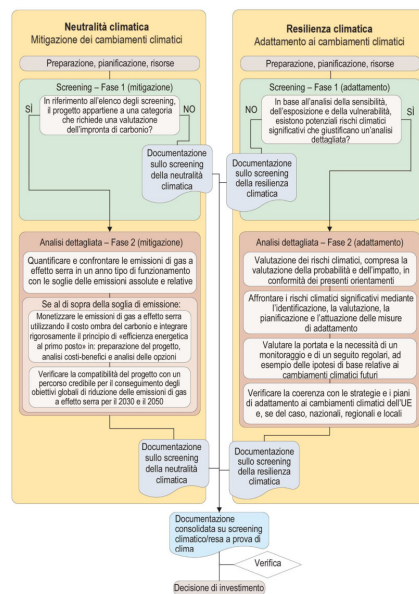 Neutralità climatica
Mitigazione dei cambiamenti climatici
Preparazione, pianificazione, risorse
Screening – Fase 1 (mitigazione)
SÌ
In riferimento all'elenco degli screening,
il progetto appartiene a una categoria
che richiede una valutazione
dell'impronta di carbonio?
NO
Documentazione
sullo screening
della neutralità
climatica
Analisi dettagliata – Fase 2 (mitigazione)
Quantificare e confrontare le emissioni di gas a
effetto serra in un anno tipo di funzionamento
con le soglie delle emissioni assolute e relative
Se al di sopra della soglia di emissione:
Monetizzare le emissioni di gas a effetto serra
utilizzando il costo ombra del carbonio e integrare
rigorosamente il principio di «efficienza energetica
al primo posto» in: preparazione del progetto,
analisi costi-benefici e analisi delle opzioni
Verificare la compatibilità del progetto con un
percorso credibile per il conseguimento degli
obiettivi globali di riduzione delle emissioni di gas
a effetto serra per il 2030 e il 2050
Documentazione
sullo screening
della neutralità
climatica
Resilienza climatica
Adattamento ai cambiamenti climatici
Preparazione, pianificazione, risorse
Screening – Fase 1 (adattamento)
NO
In base all'analisi della sensibilità,
dell'esposizione e della vulnerabilità,
esistono potenziali rischi climatici
significativi che giustificano un'analisi
dettagliata?
SÌ
Documentazione
sullo screening
della resilienza
climatica
Analisi dettagliata – Fase 2 (adattamento)
Valutazione dei rischi climatici, compresa la
valutazione della probabilità e dell'impatto, in
conformità dei presenti orientamenti
Affrontare i rischi climatici significativi mediante
l'identificazione, la valutazione, la
pianificazione e l'attuazione delle misure
di adattamento
Valutare la portata e la necessità di un
monitoraggio e di un seguito regolari, ad
esempio delle ipotesi di base relative ai
cambiamenti climatici futuri
Verificare la coerenza con le strategie e i piani
di adattamento ai cambiamenti climatici dell'UE
e, se del caso, nazionali, regionali e locali
Documentazione
sullo screening
della resilienza
climatica
Documentazione
consolidata su screening
climatico/resa a prova di
clima
Verifica
Decisione di investimento